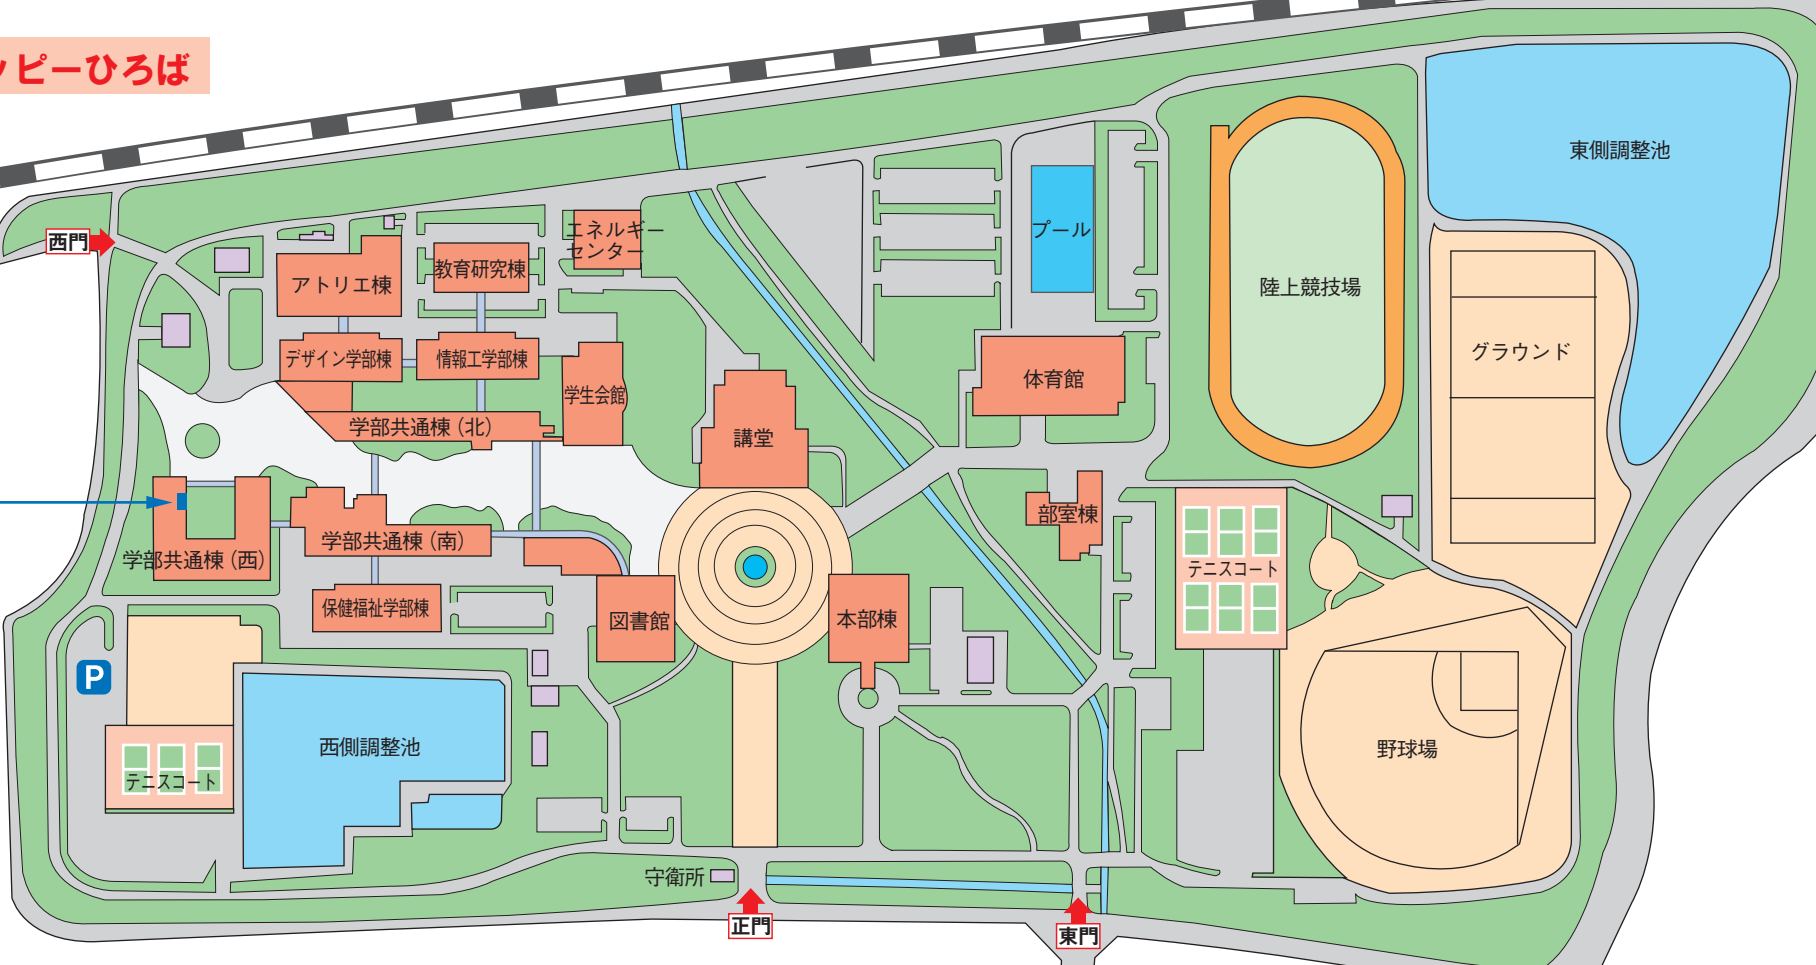 ッピーひろば
東側調整池
エネルギー
センター
プール
西門
教育研究棟
アトリエ棟
陸上競技場
グラウンド
デザイン学部棟
情報工学部棟
体育館
学生会館
学部共通棟（北）
講堂
部室棟
学部共通棟（南）
学部共通棟（西）
テニスコート
保健福祉学部棟
図書館
本部棟
P
西側調整池
野球場
テニスコート
守衛所
正門
東門